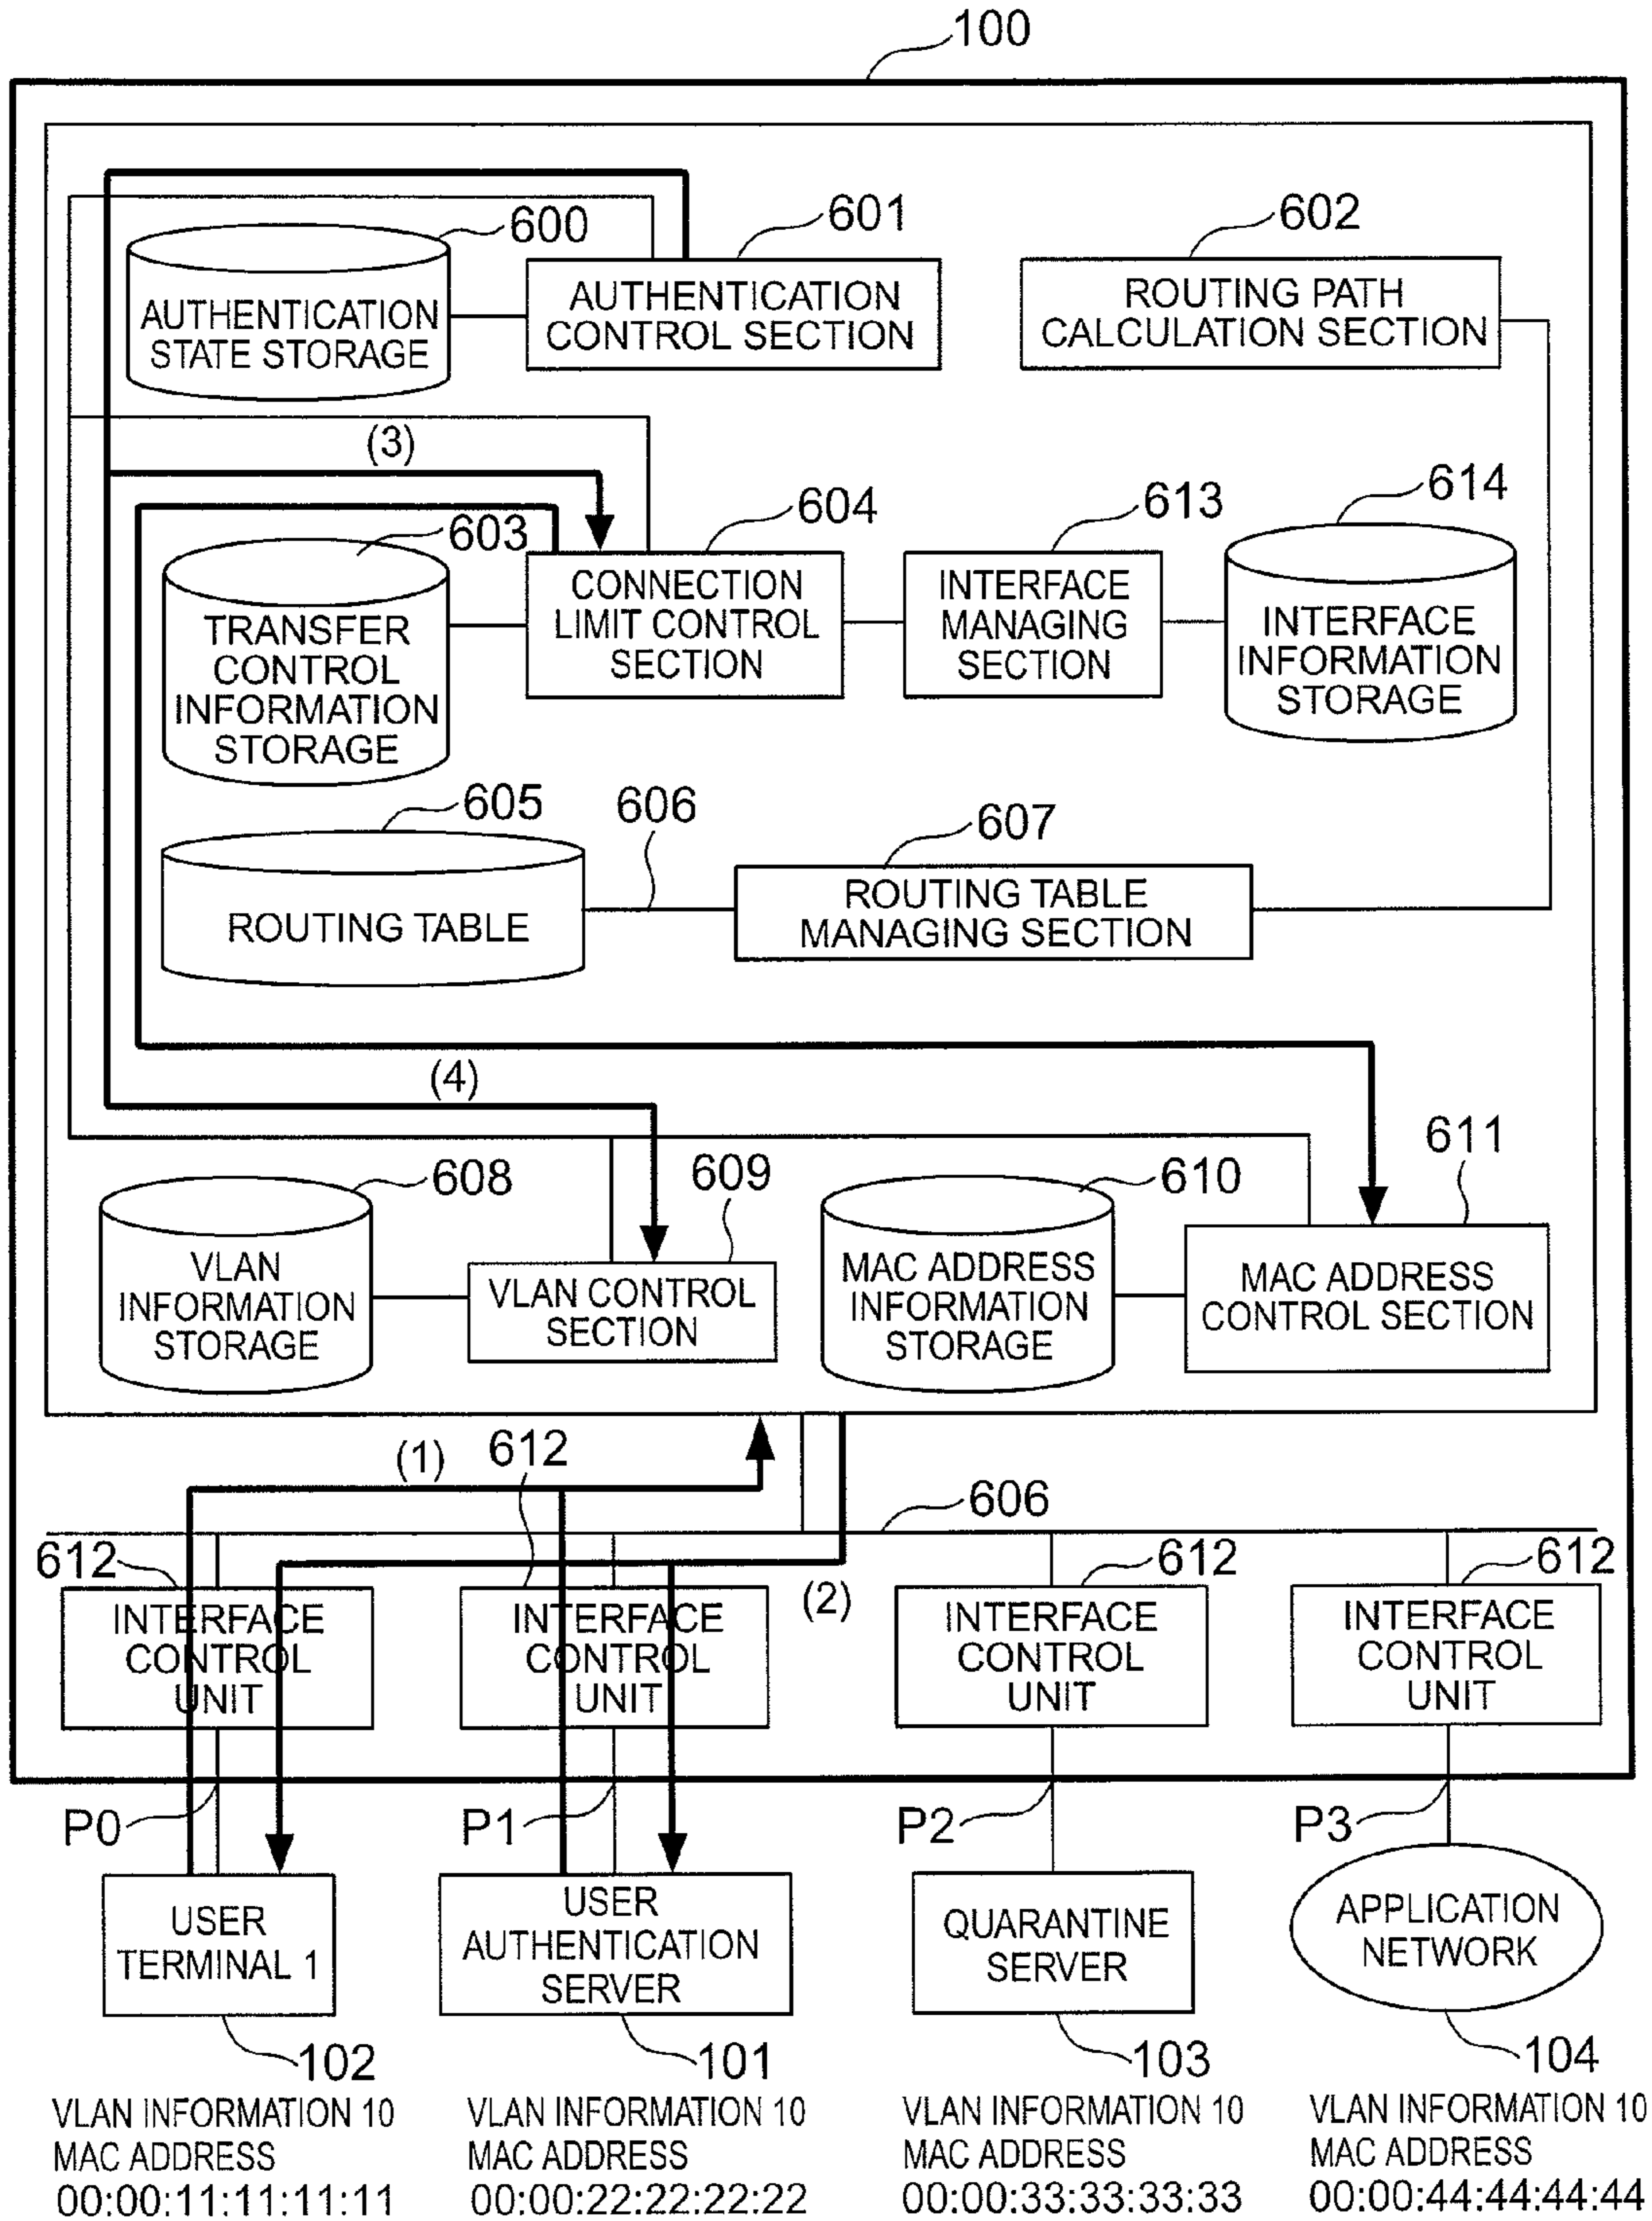 100
600
601
602
AUTHENTICATION
STATE STORAGE
AUTHENTICATION
CONTROL SECTION
ROUTING PATH
CALCULATION SECTION
(3)
603
604
613
614
TRANSFER
CONTROL
INFORMATION
STORAGE
CONNECTION
LIMIT CONTROL
SECTION
INTERFACE
MANAGING
SECTION
INTERFACE
INFORMATION
STORAGE
605
606
607
ROUTING TABLE
ROUTING TABLE
MANAGING SECTION
(4)
608
609
610
611
VLAN
INFORMATION
STORAGE
VLAN CONTROL
SECTION
MAC ADDRESS
INFORMATION
STORAGE
MAC ADDRESS
CONTROL SECTION
(1)
612
606
612
(2)
612
612
INTERFACE
CONTROL
UNIT
INTERFACE
CONTROL
UNIT
INTERFACE
CONTROL
UNIT
INTERFACE
CONTROL
UNIT
P0
P1
P2
P3
USER
TERMINAL 1
USER
AUTHENTICATION
SERVER
QUARANTINE
SERVER
APPLICATION
NETWORK
102
101
103
104
VLAN INFORMATION 10
MAC ADDRESS
00:00:11:11:11:11
VLAN INFORMATION 10
MAC ADDRESS
00:00:22:22:22:22
VLAN INFORMATION 10
MAC ADDRESS
00:00:33:33:33:33
VLAN INFORMATION 10
MAC ADDRESS
00:00:44:44:44:44